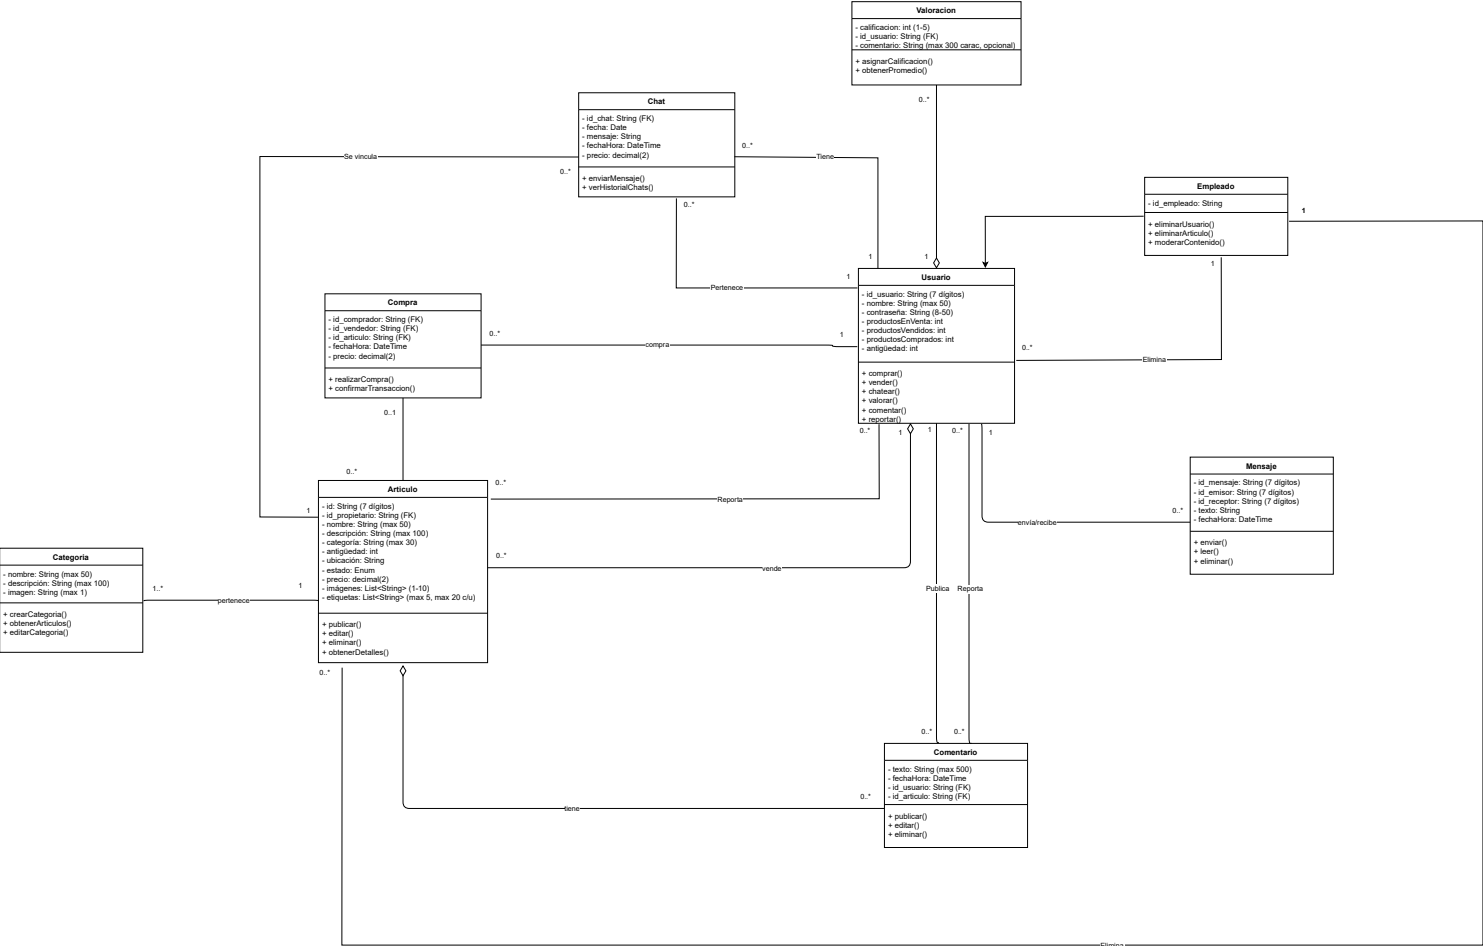 Valoracion
- calificacion: int (1-5)
- id_usuario: String (FK)
- comentario: String (max 300 carac, opcional)
+ asignarCalificacion()
+ obtenerPromedio()
0..*
1
Chat
- id_chat: String (FK)
- fecha: Date
- mensaje: String
- fechaHora: DateTime
- precio: decimal(2)
+ enviarMensaje()
+ verHistorialChats()
Se vincula
0..*
0..*
Tiene
1
0..*
Pertenece
1
Empleado
- id_empleado: String
+ eliminarUsuario()
+ eliminarArticulo()
+ moderarContenido()
1
1
Usuario
- id_usuario: String (7 dígitos)
- nombre: String (max 50)
- contraseña: String (8-50)
- productosEnVenta: int
- productosVendidos: int
- productosComprados: int
- antigüedad: int
+ comprar()
+ vender()
+ chatear()
+ valorar()
+ comentar()
+ reportar()
0..*
Elimina
Compra
- id_comprador: String (FK)
- id_vendedor: String (FK)
- id_articulo: String (FK)
- fechaHora: DateTime
- precio: decimal(2)
+ realizarCompra()
+ confirmarTransaccion()
0..*
compra
1
0..1
0..*
0..*
1
1
0..*
1
Mensaje
- id_mensaje: String (7 dígitos)
- id_emisor: String (7 dígitos)
- id_receptor: String (7 dígitos)
- texto: String
- fechaHora: DateTime
+ enviar()
+ leer()
+ eliminar()
0..*
envía/recibe
Articulo
- id: String (7 dígitos)
- id_propietario: String (FK)
- nombre: String (max 50)
- descripción: String (max 100)
- categoría: String (max 30)
- antigüedad: int
- ubicación: String
- estado: Enum
- precio: decimal(2)
- imágenes: List<String> (1-10)
- etiquetas: List<String> (max 5, max 20 c/u)
+ publicar()
+ editar()
+ eliminar()
+ obtenerDetalles()
1
0..*
Reporta
0..*
vende
Categoria
- nombre: String (max 50)
- descripción: String (max 100)
- imagen: String (max 1)
+ crearCategoria()
+ obtenerArticulos()
+ editarCategoria()
1..*
pertenece
1
Publica
Reporta
0..*
0..*
0..*
Comentario
- texto: String (max 500)
- fechaHora: DateTime
- id_usuario: String (FK)
- id_articulo: String (FK)
+ publicar()
+ editar()
+ eliminar()
0..*
tiene
Elimina